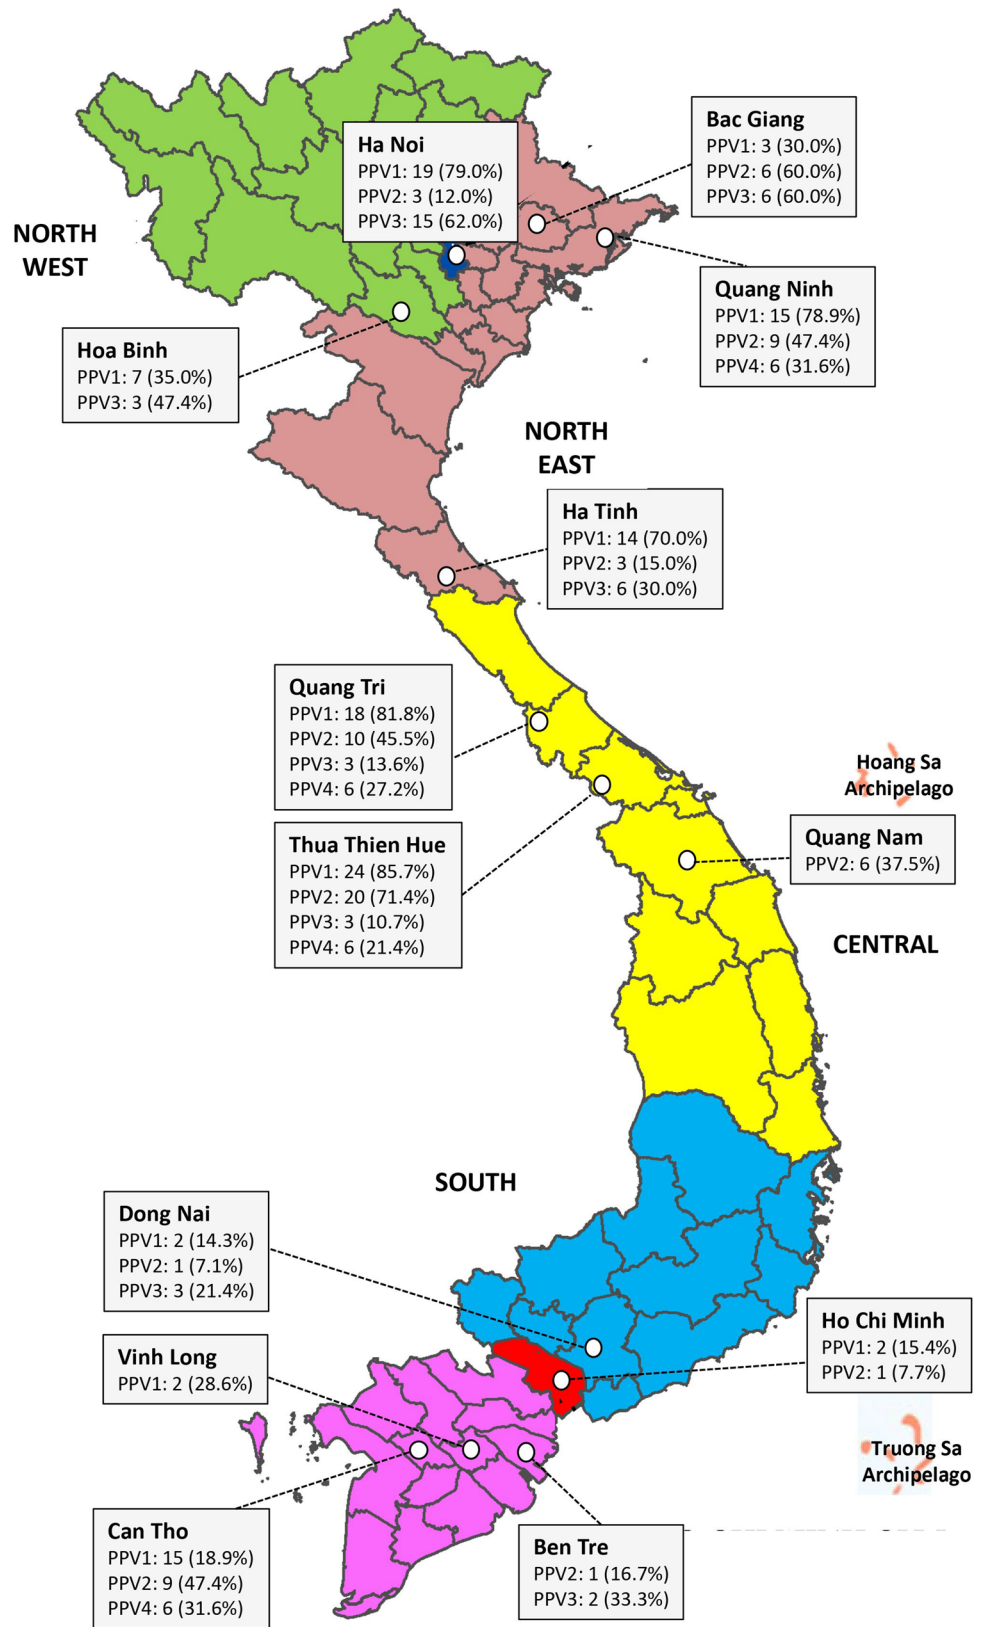 Ha Noi
PPV1: 19 (79.0%)
PPV2: 3 (12.0%)
PPV3: 15 (62.0%)
Bac Giang
PPV1: 3 (30.0%)
PPV2: 6 (60.0%)
PPV3: 6 (60.0%)
NORTH
WEST
Quang Ninh
PPV1: 15 (78.9%)
PPV2: 9 (47.4%)
PPV4: 6 (31.6%)
Hoa Binh
PPV1: 7 (35.0%)
PPV3: 3 (47.4%)
NORTH
EAST
Ha Tinh
PPV1: 14 (70.0%)
PPV2: 3 (15.0%)
PPV3: 6 (30.0%)
Quang Tri
PPV1: 18 (81.8%)
PPV2: 10 (45.5%)
PPV3: 3 (13.6%)
PPV4: 6 (27.2%)
Hoang Sa
Archipelago
Thua Thien Hue
PPV1: 24 (85.7%)
PPV2: 20 (71.4%)
PPV3: 3 (10.7%)
PPV4: 6 (21.4%)
Quang Nam
PPV2: 6 (37.5%)
CENTRAL
SOUTH
Dong Nai
PPV1: 2 (14.3%)
PPV2: 1 (7.1%)
PPV3: 3 (21.4%)
Ho Chi Minh
PPV1: 2 (15.4%)
PPV2: 1 (7.7%)
Vinh Long
PPV1: 2 (28.6%)
Truong Sa
Archipelago
Can Tho
PPV1: 15 (18.9%)
PPV2: 9 (47.4%)
PPV4: 6 (31.6%)
Ben Tre
PPV2: 1 (16.7%)
PPV3: 2 (33.3%)